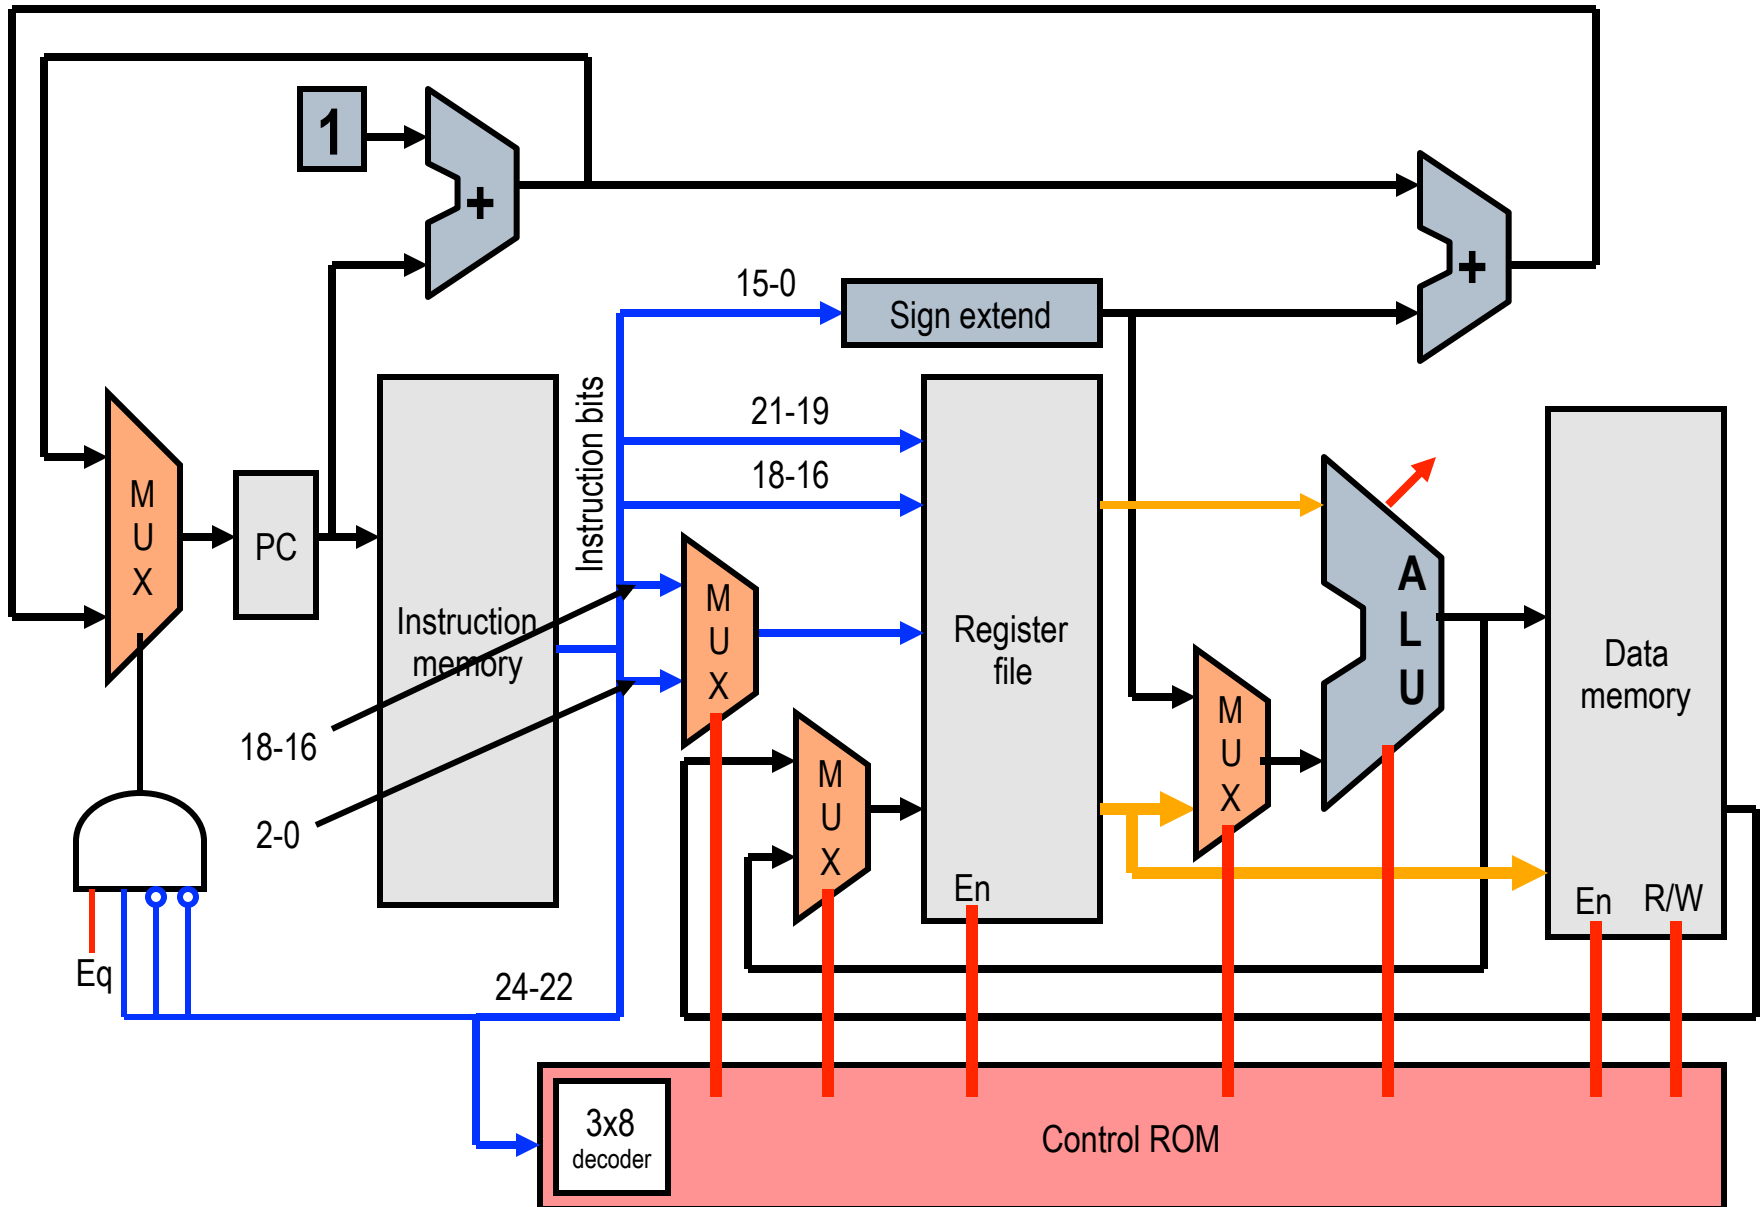 1
+
+
15-0
Sign extend
Instruction bits
21-19
18-16
M
U
X
PC
Instruction
memory
M
U
X
Register
file
A
L
U
Data
memory
M
U
X
M
U
X
18-16
2-0
En
En
R/W
Eq
24-22
3x8
decoder
Control ROM